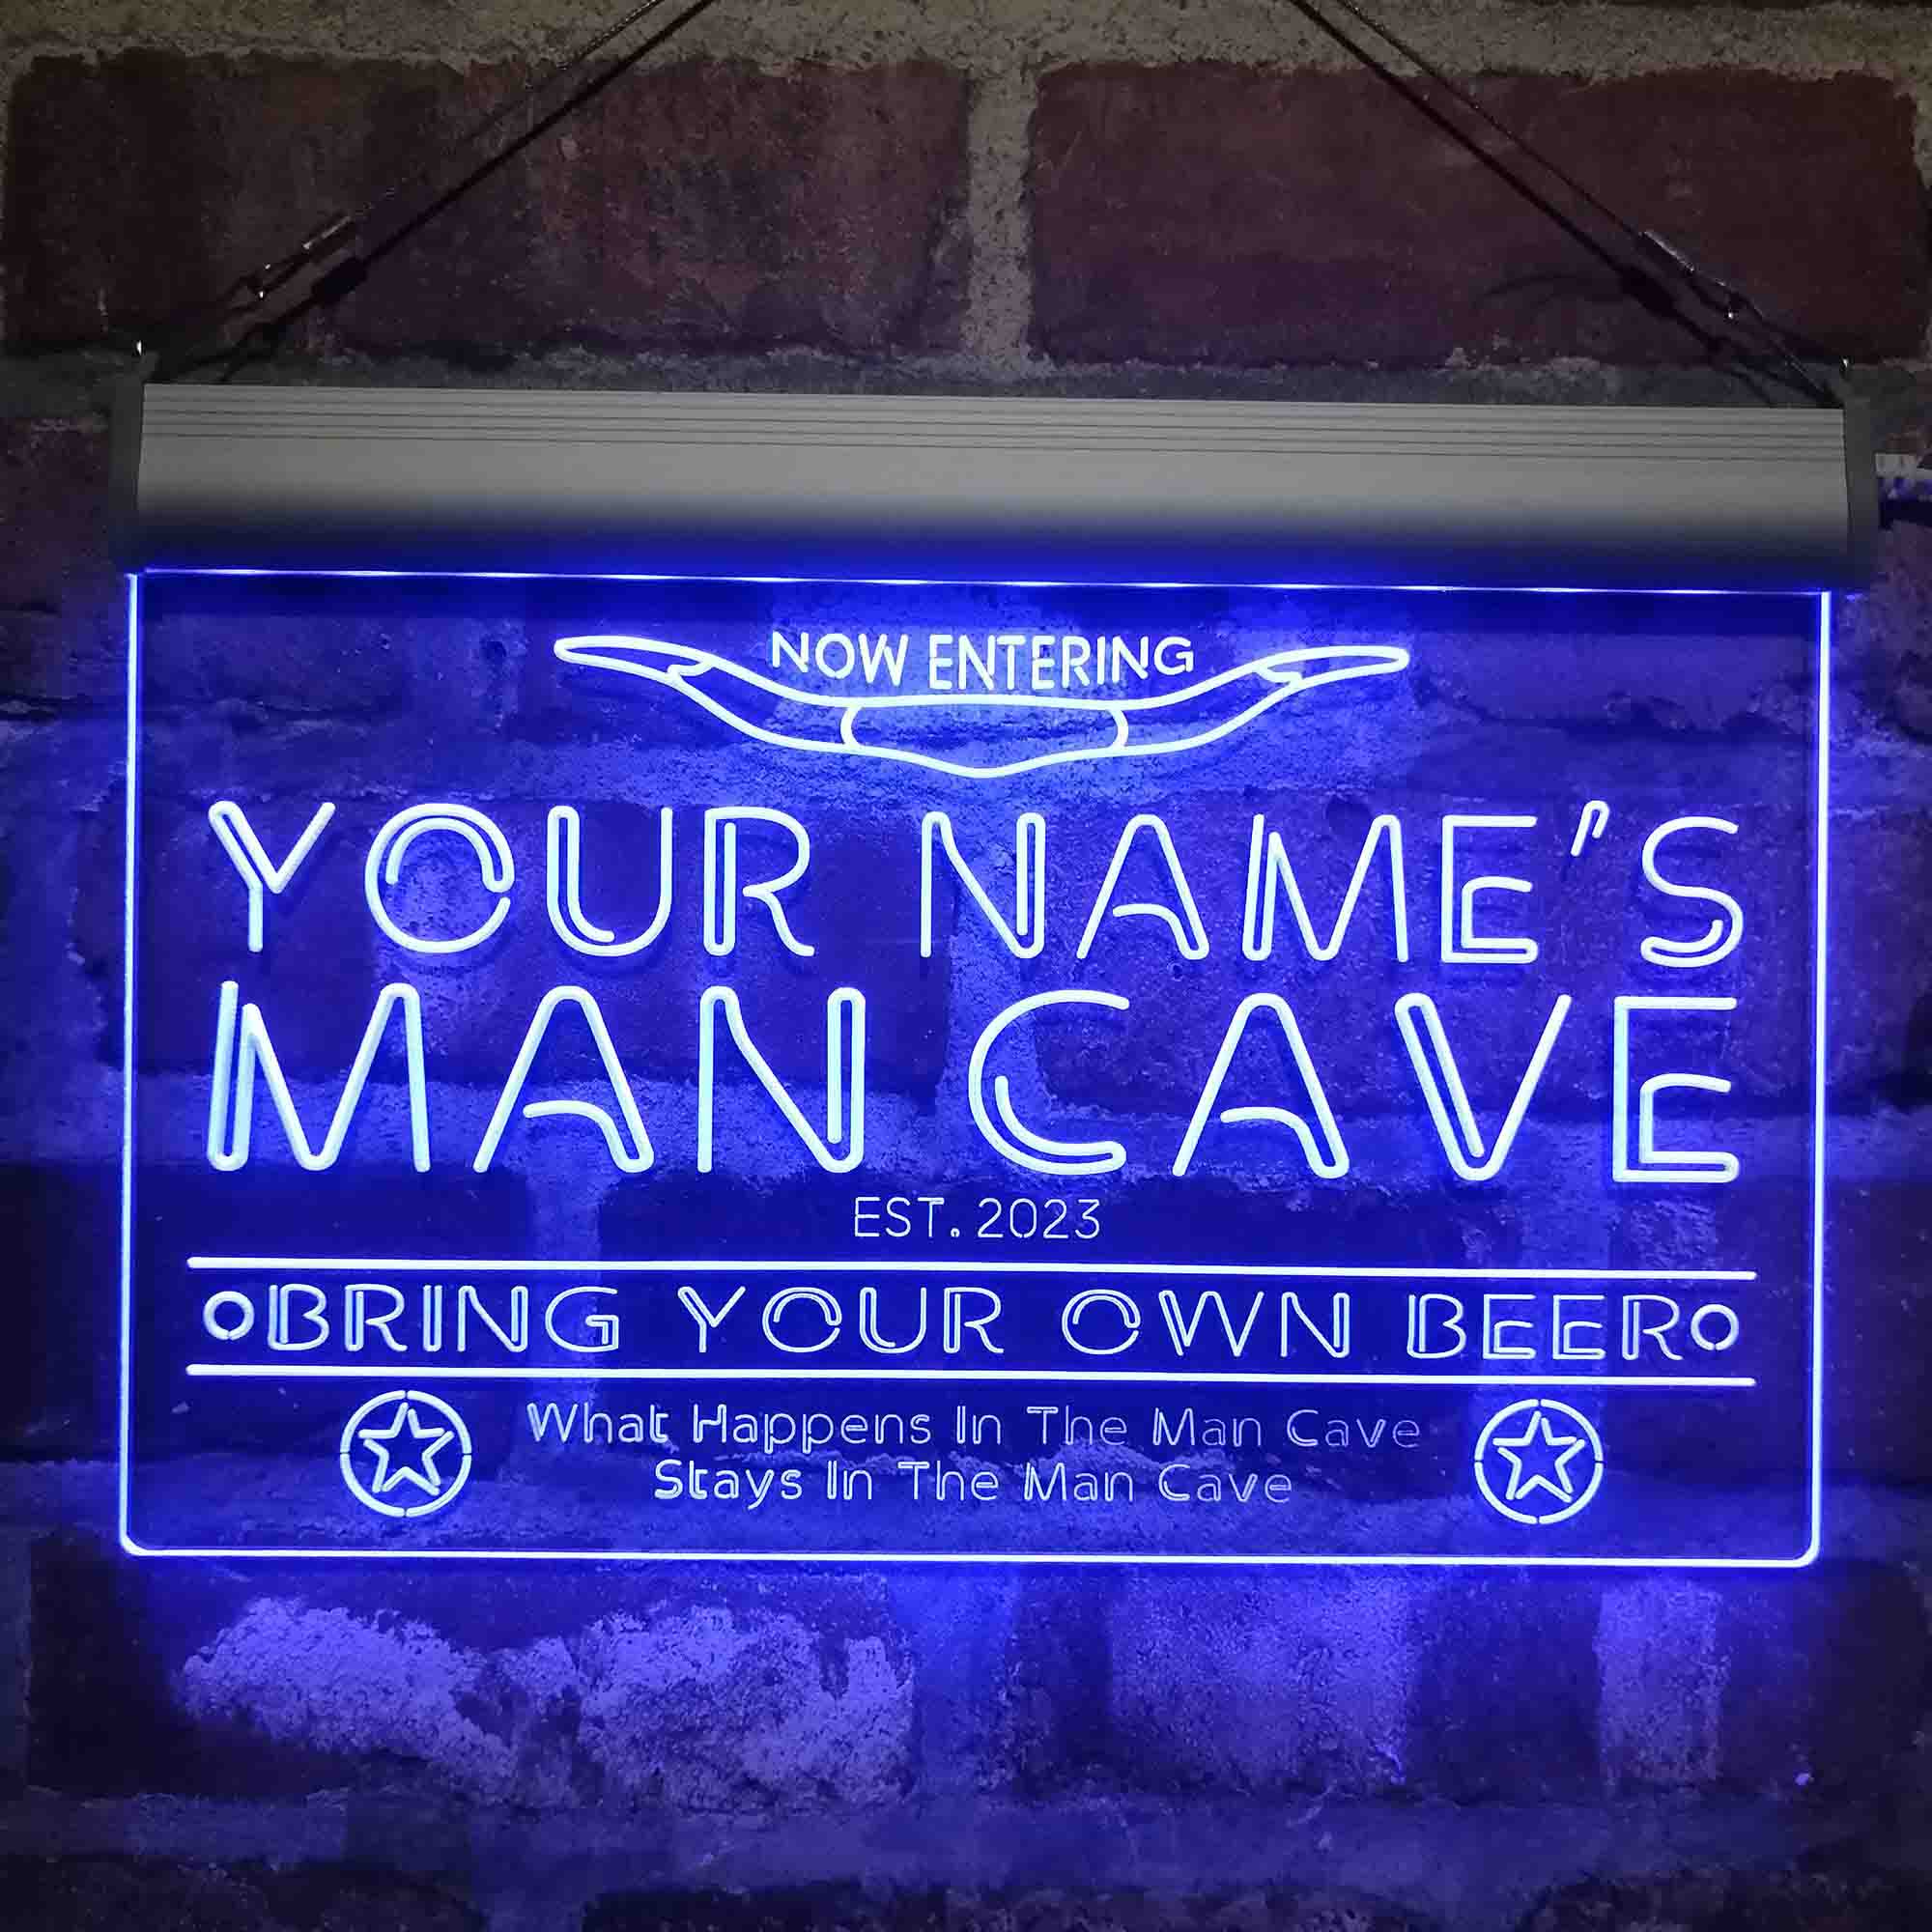 NOW ENTERING
YOUR NAME'S
MAN CAVE
EST. 2023
BRING YOUR OWN BEER
What Happens In The Man Cave
Stays In The Man Cave